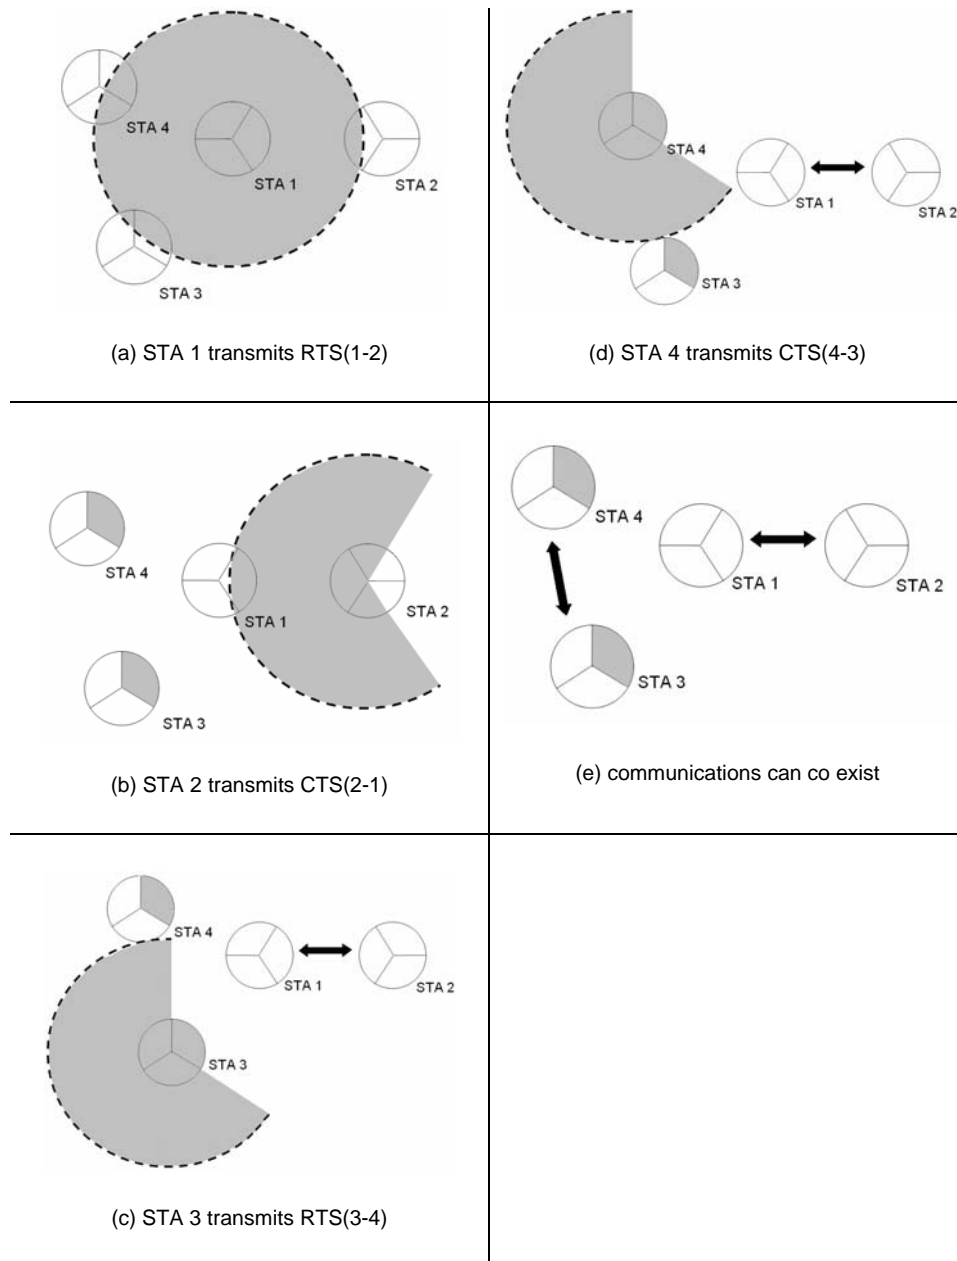 STA 4
STA 1
STA 2
STA 3
(a) STA 1 transmits RTS(1-2)
STA 4
STA 1
STA 2
STA 3
(d) STA 4 transmits CTS(4-3)
STA 4
STA 1
STA 2
STA 3
(b) STA 2 transmits CTS(2-1)
STA 4
STA 1
STA 2
STA 3
(e) communications can co exist
STA 4
STA 1
STA 2
STA 3
(c) STA 3 transmits RTS(3-4)